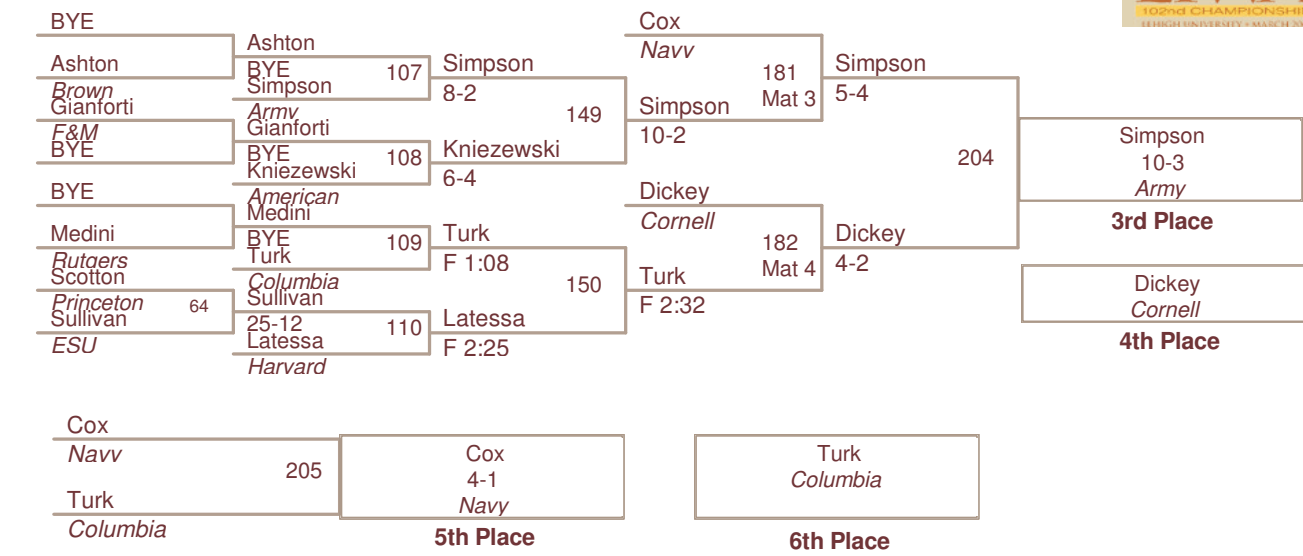 102nd CHAMPIONSHI
LEHIGH UNIVERSITY • MARCH 20
BYE
Ashton
Brown
Gianforti
F&M
BYE
BYE
Medini
Rutgers
Scotton
Princeton
64
Sullivan
ESU
Ashton
BYE
107
Simpson
Army
Gianforti
BYE
108
Kniezewski
American
Medini
BYE
109
Turk
Columbia
Sullivan
25-12
110
Latessa
Harvard
Simpson
8-2
149
Kniezewski
6-4
Turk
F 1:08
150
Latessa
F 2:25
Cox
Navv
181
Mat 3
Simpson
10-2
Dickey
Cornell
182
Mat 4
Turk
F 2:32
Simpson
5-4
204
Dickey
4-2
Simpson
10-3
Army
3rd Place
Dickey
Cornell
4th Place
Cox
Navv
205
Turk
Columbia
Cox
4-1
Navy
5th Place
Turk
Columbia
6th Place